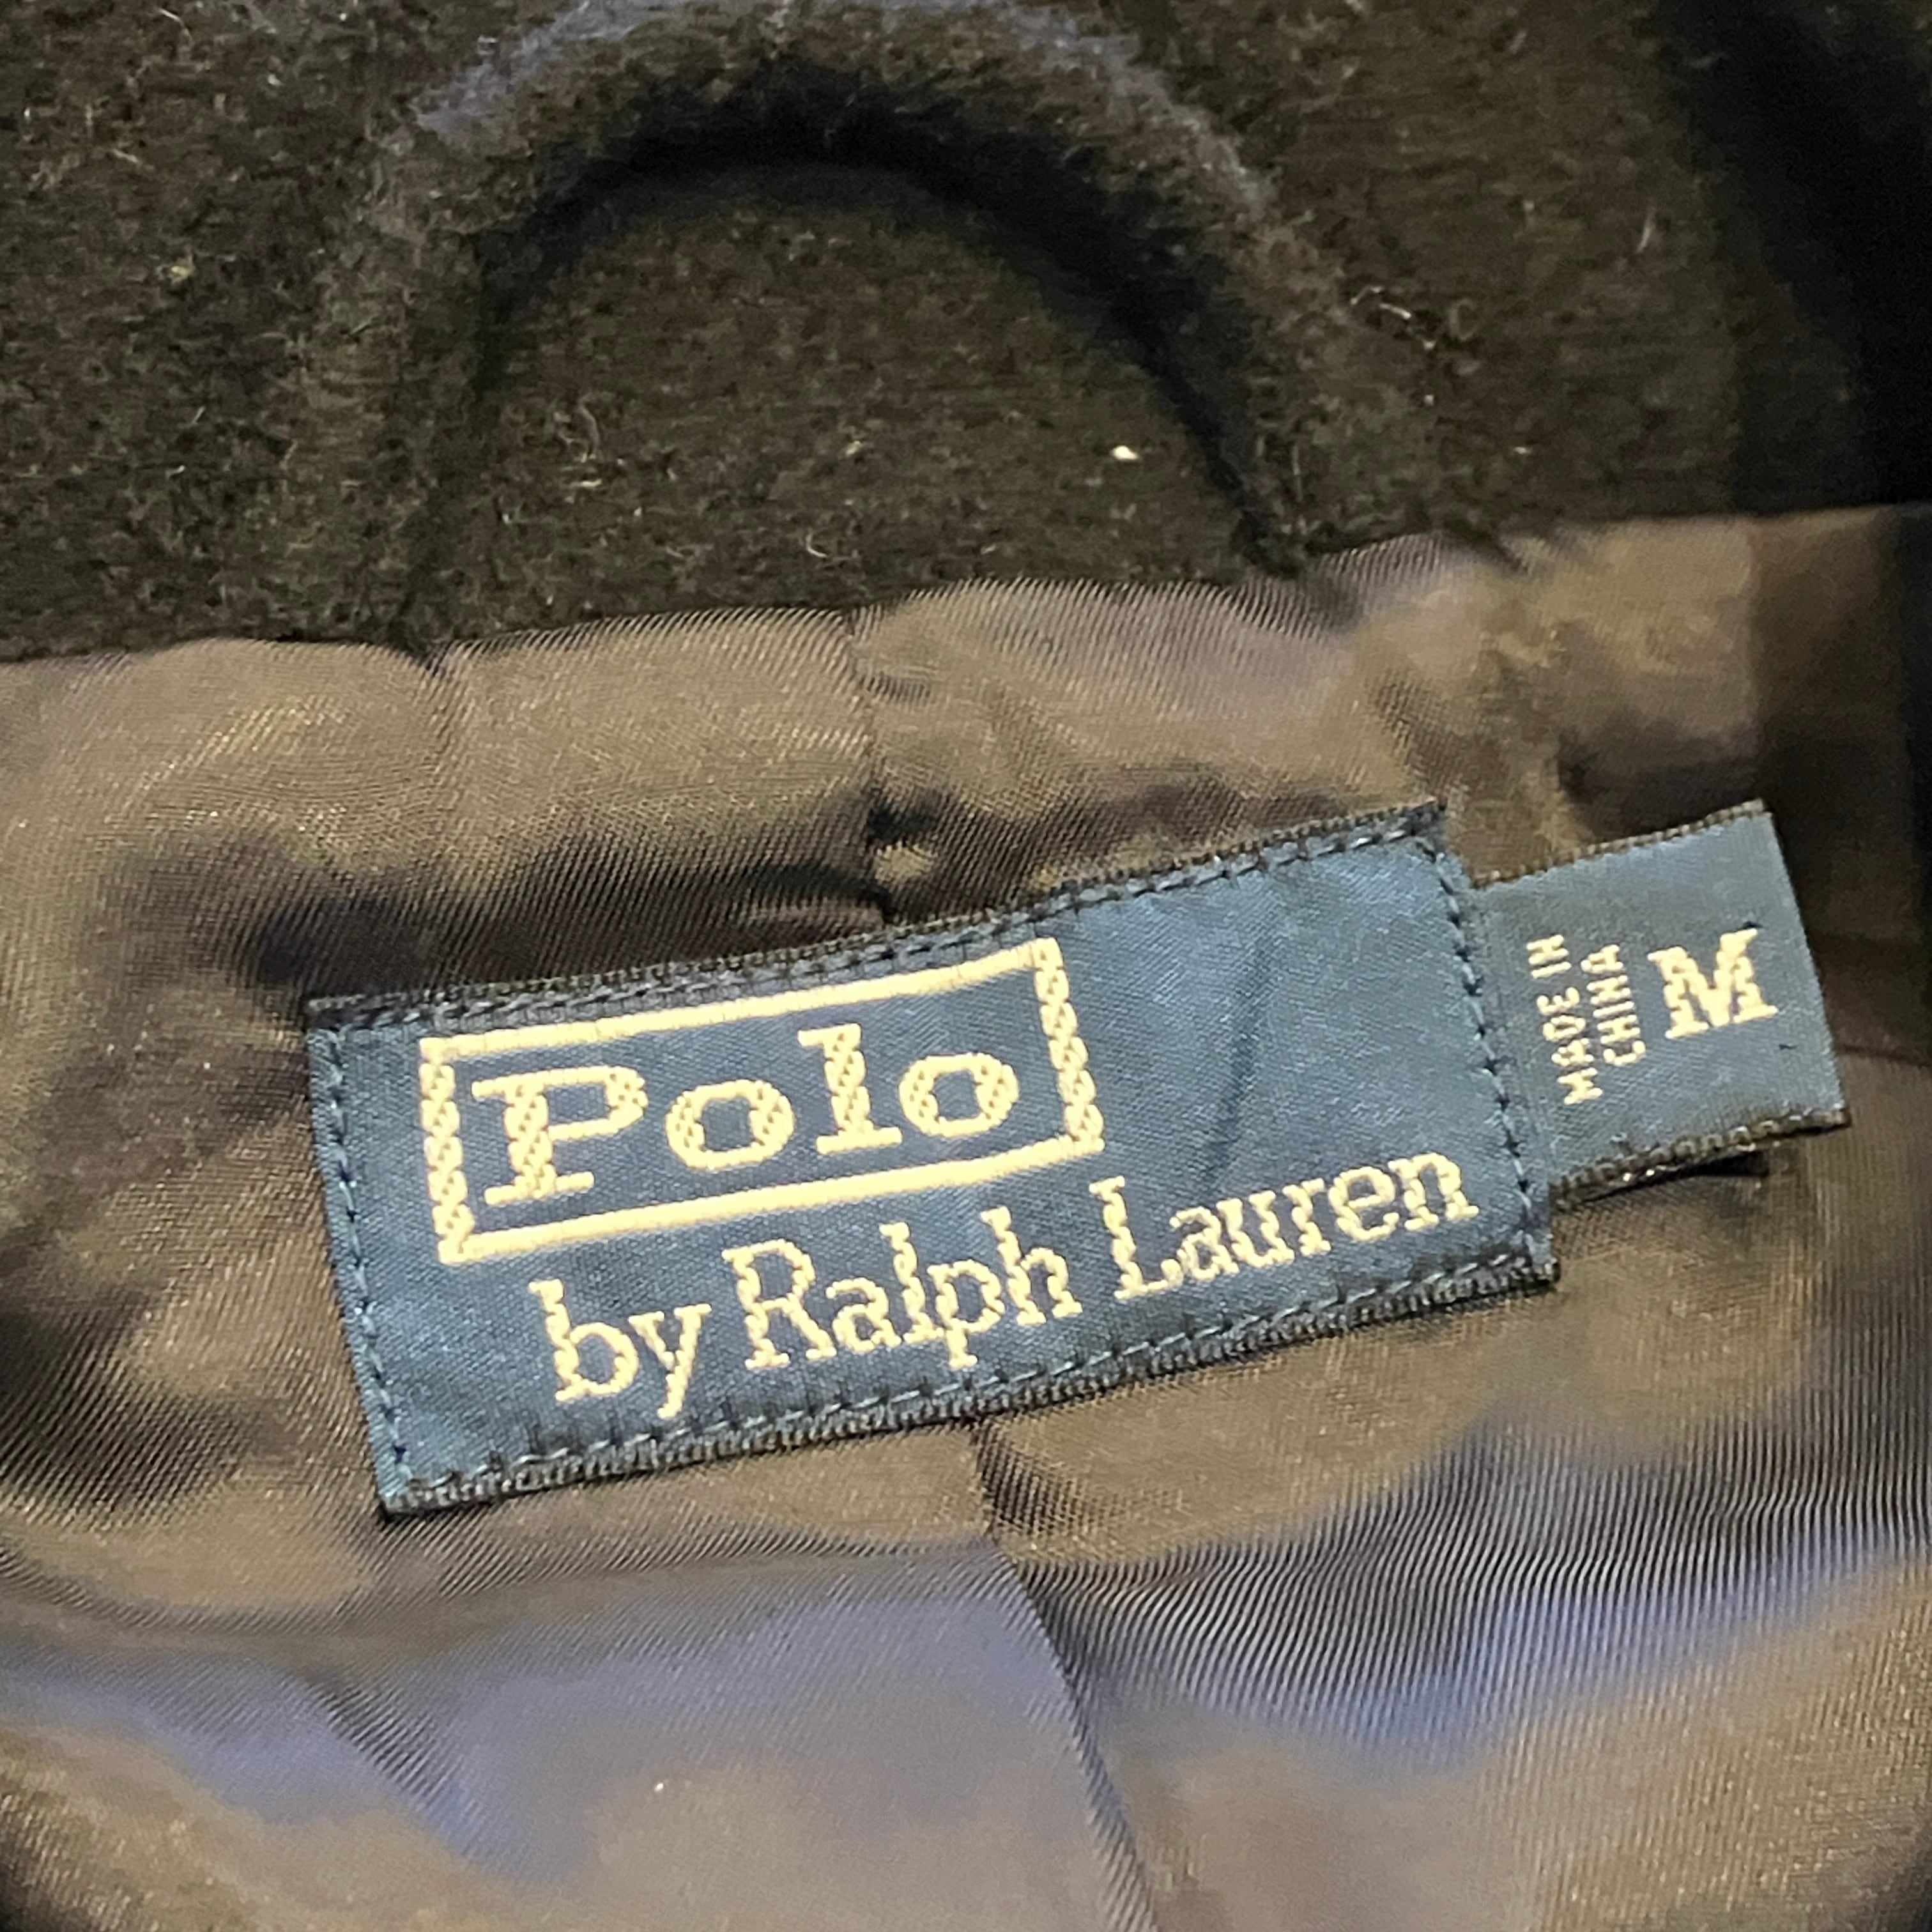 Polo
by Ralph Lauren
MADE IN
CHINA
M